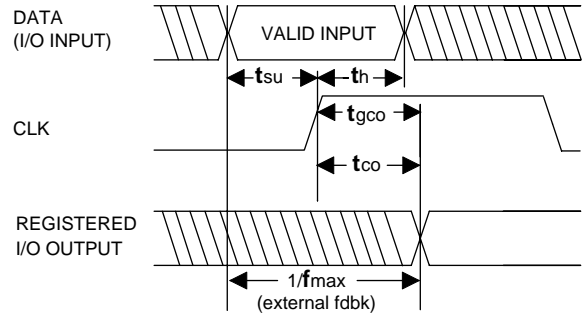 DATA
(I/O INPUT)
VALID INPUT
tsu
th
CLK
tgco
tco
REGISTERED
I/O OUTPUT
1/fmax
(external fdbk)